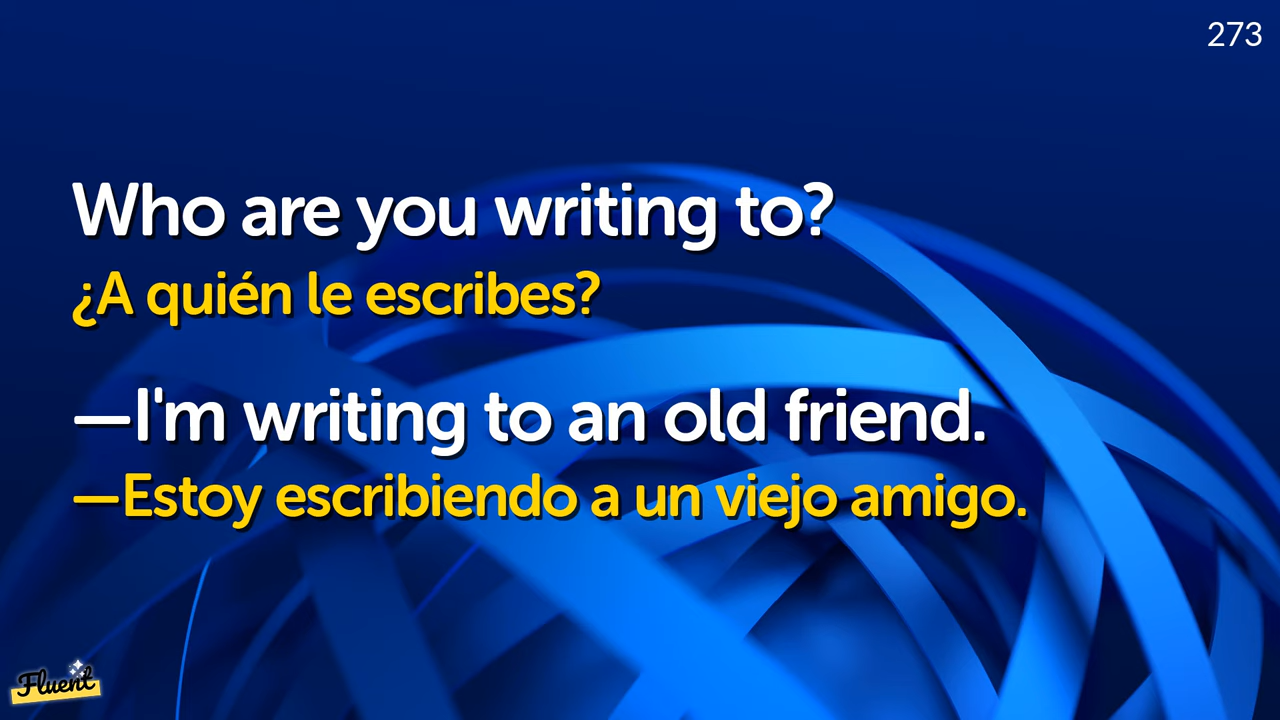 273
Who are you writing to?
¿A quién le escribes?
—I'm writing to an old friend.
—Estoy escribiendo a un viejo amigo.
Fluent